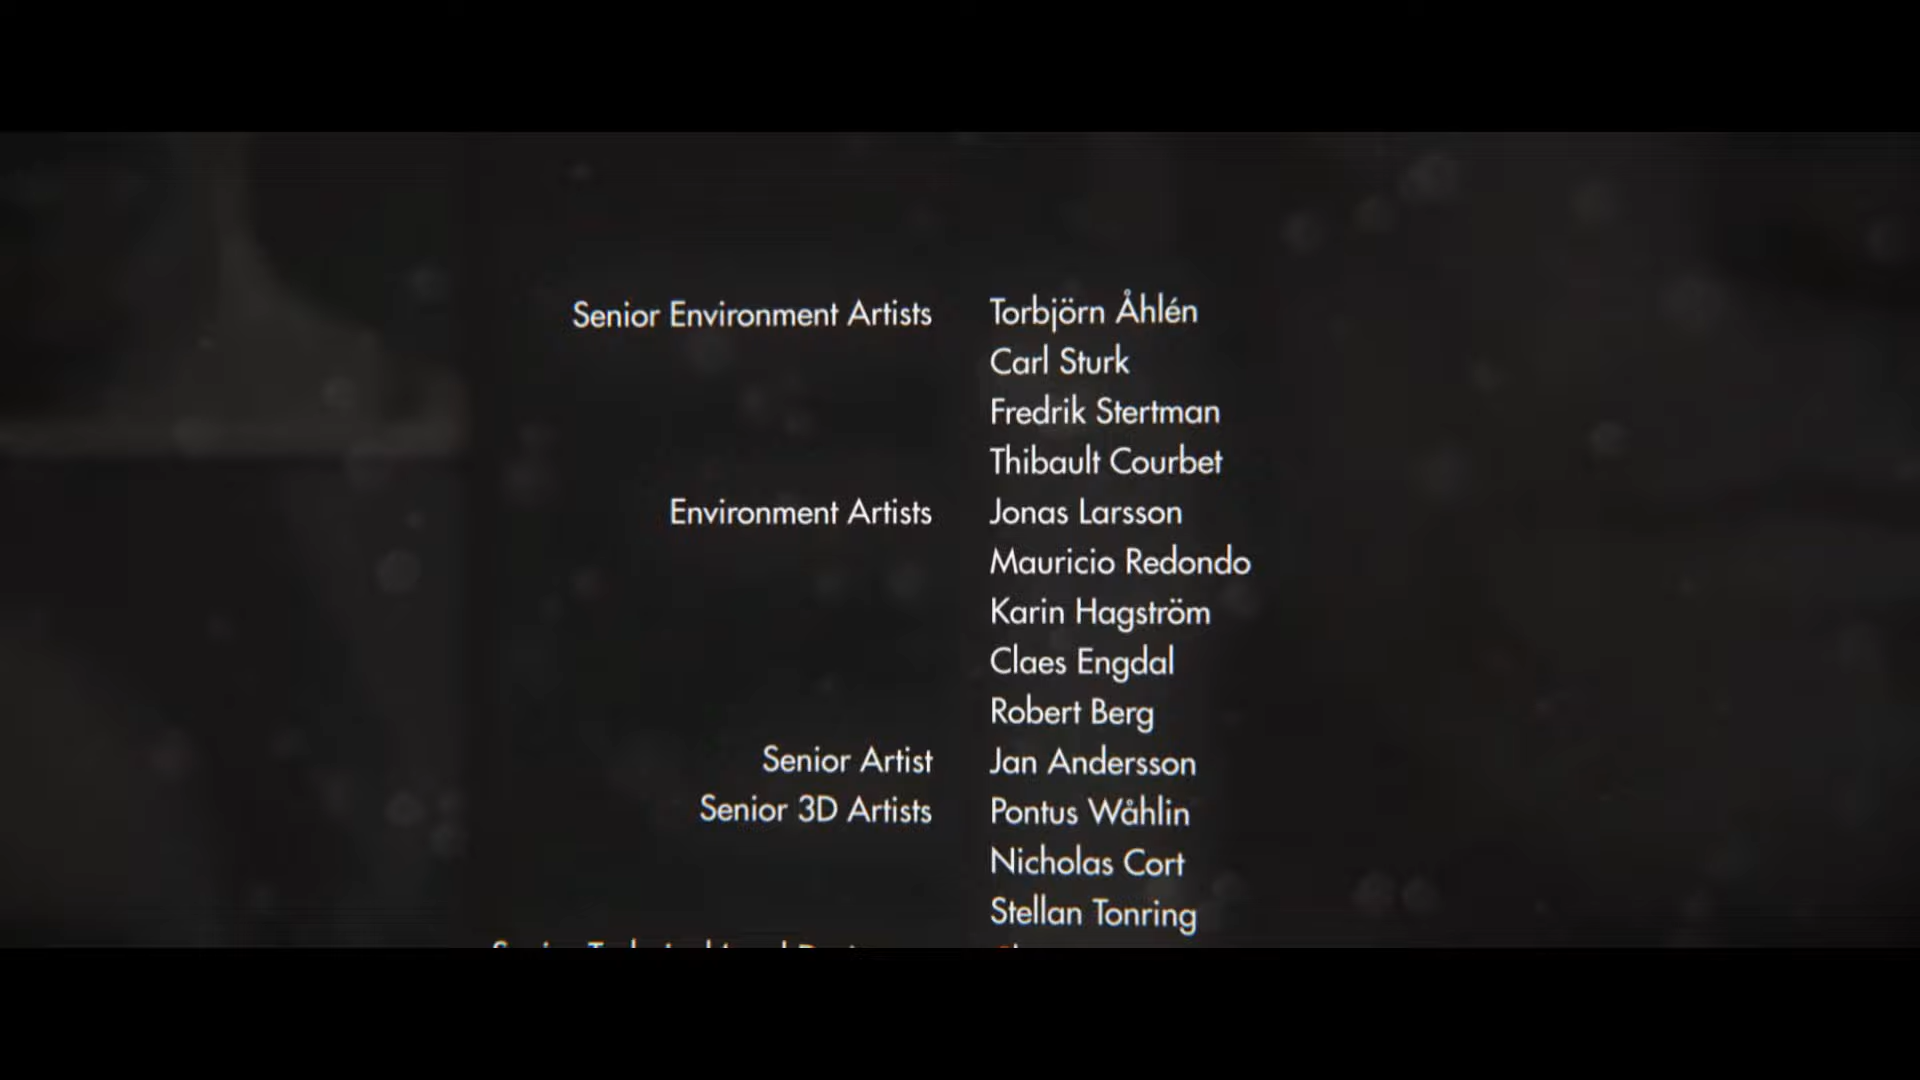 Senior Environment Artists Torbjörn Åhlén
Carl Sturk
Fredrik Stertman
Thibault Courbet
Environment Artists Jonas Larsson
Mauricio Redondo
Karin Hagström
Claes Engdal
Robert Berg
Senior Artist Jan Andersson
Senior 3D Artists Pontus Wåhlin
Nicholas Cort
Stellan Tonring